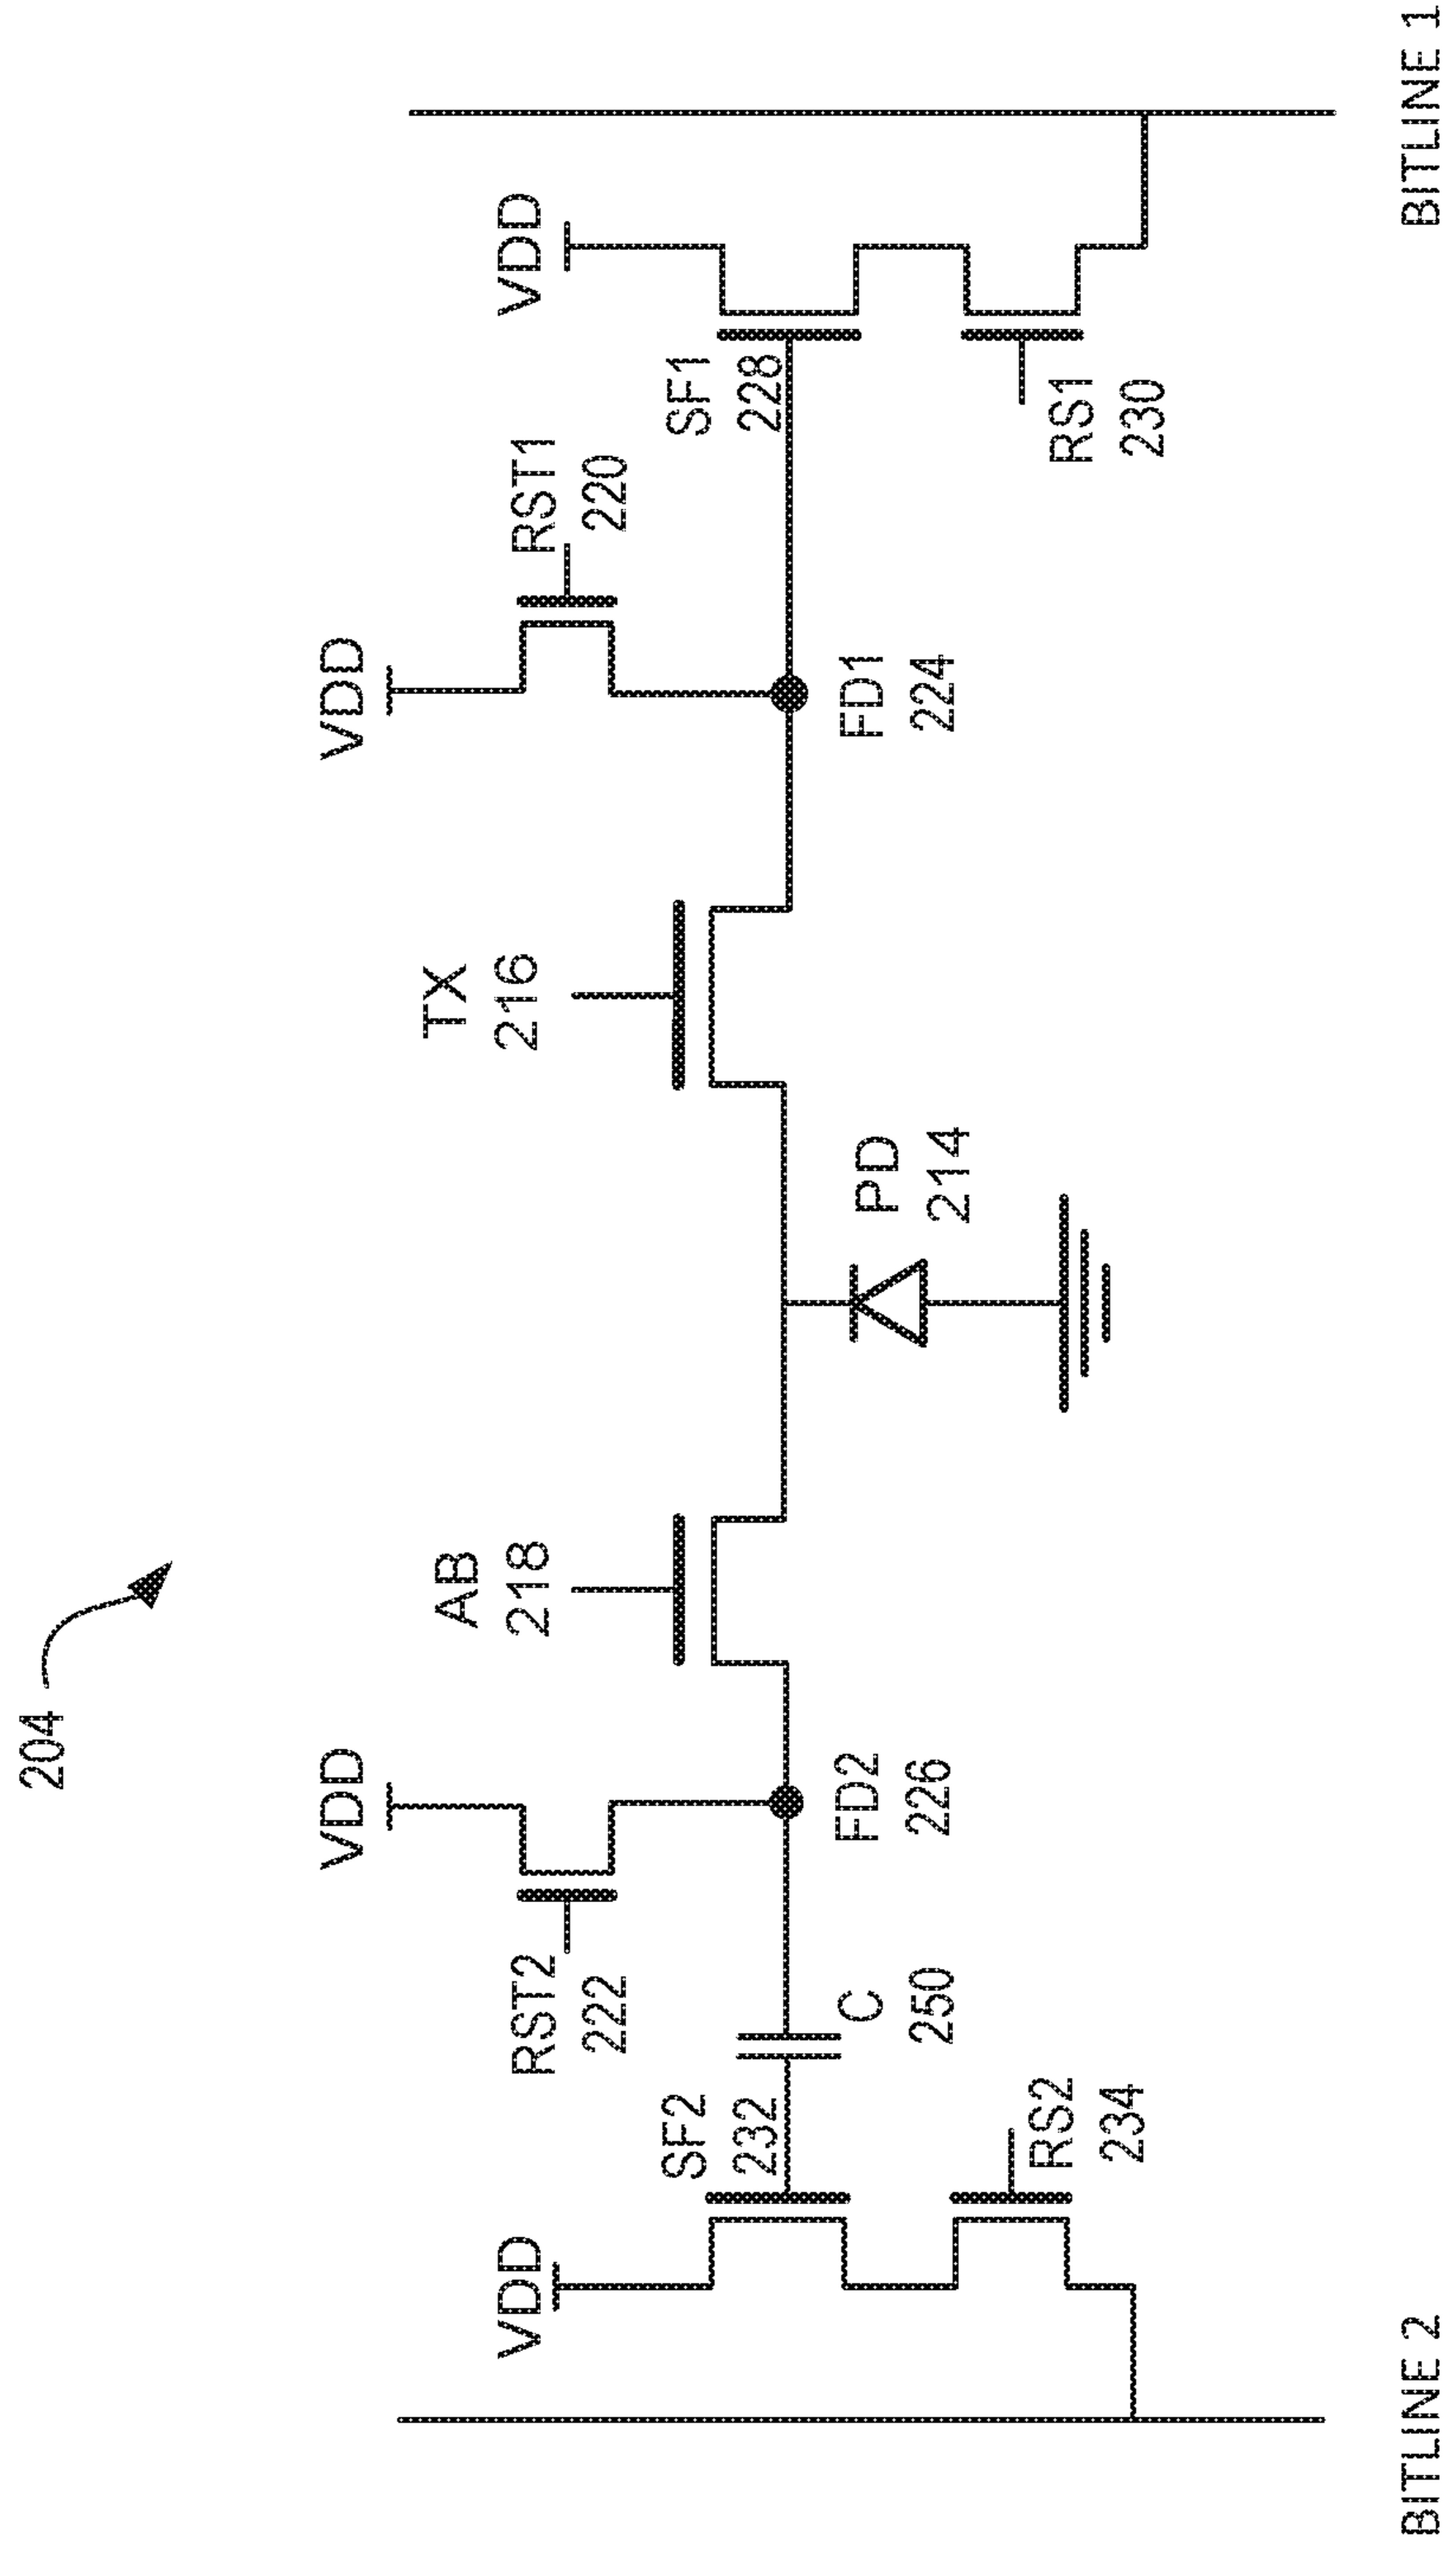 204
VDD
VDD
VDD
VDD
RST2
222
AB
218
TX
216
RST1
220
SF2
232
SF1
228
C
250
FD2
226
PD
214
FD1
224
RS2
234
RS1
230
BITLINE 2
BITLINE 1